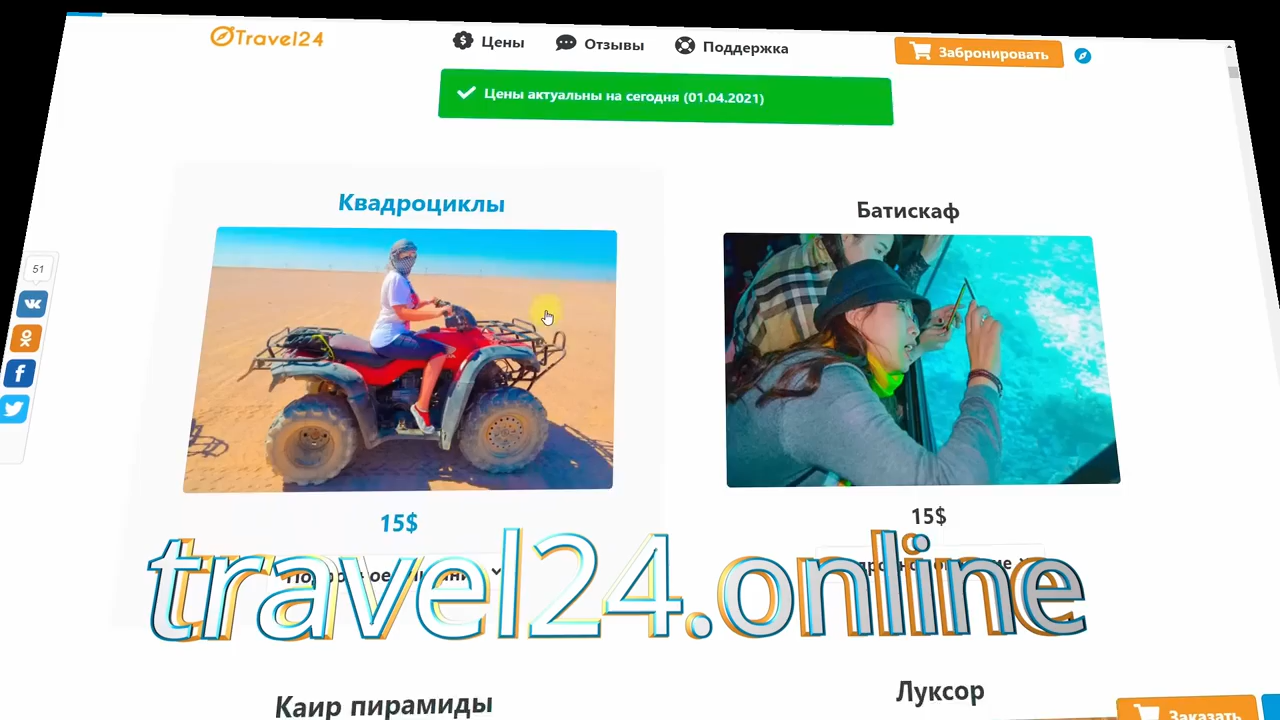 Travel24
Цены
Отзывы
Поддержка
Забронировать
Цены актуальны на сегодня (01.04.2021)
Квадроциклы
Батискаф
51
15$
15$
travel24.online
Каир пирамиды
Луксор
Заказать